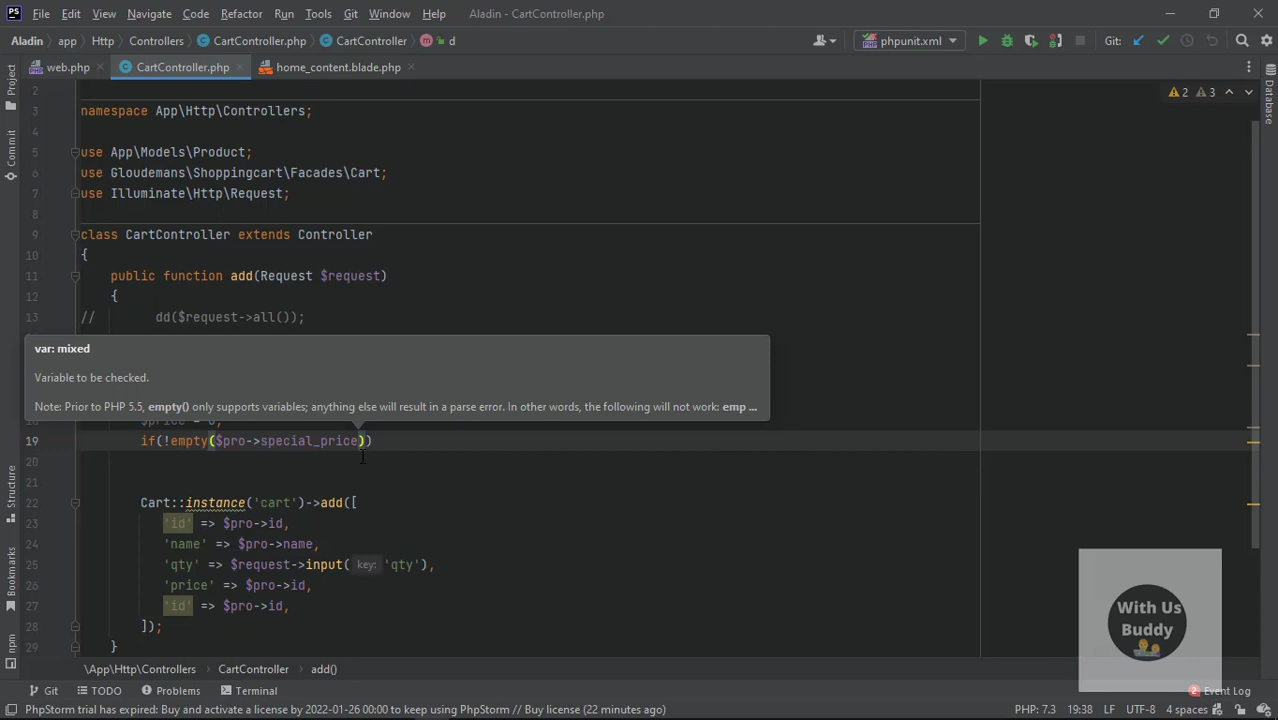 File Edit View Navigate Code Refactor Run Tools Git Window Help Aladin - CartController.php
Aladin app Http Controllers CartController.php CartController d phpunit.xml Git:
web.php CartController.php home_content.blade.php
2 2 3
3 namespace App\Http\Controllers;
4
5 use App\Models\Product;
6 use Gloudemans\Shoppingcart\Facades\Cart;
7 use Illuminate\Http\Request;
8
9 class CartController extends Controller
10 {
11 public function add(Request $request)
12 {
13 // dd($request->all());
var: mixed
Variable to be checked.
Note: Prior to PHP 5.5, empty() only supports variables; anything else will result in a parse error. In other words, the following will not work: emp ...
19 if(!empty($pro->special_price))
20
21
22 Cart::instance('cart')->add([
23 'id' => $pro->id,
24 'name' => $pro->name,
25 'qty' => $request->input( key: 'qty'),
26 'price' => $pro->id,
27 'id' => $pro->id,
28 ]);
29 }
\App\Http\Controllers CartController add()
Git TODO Problems Terminal 2 Event Log
PhpStorm trial has expired: Buy and activate a license by 2022-01-26 00:00 to keep using PhpStorm // Buy license (22 minutes ago) PHP: 7.3 19:38 LF UTF-8 4 spaces
Project
Commit
Structure
Bookmarks
npm
Database
With Us
Buddy